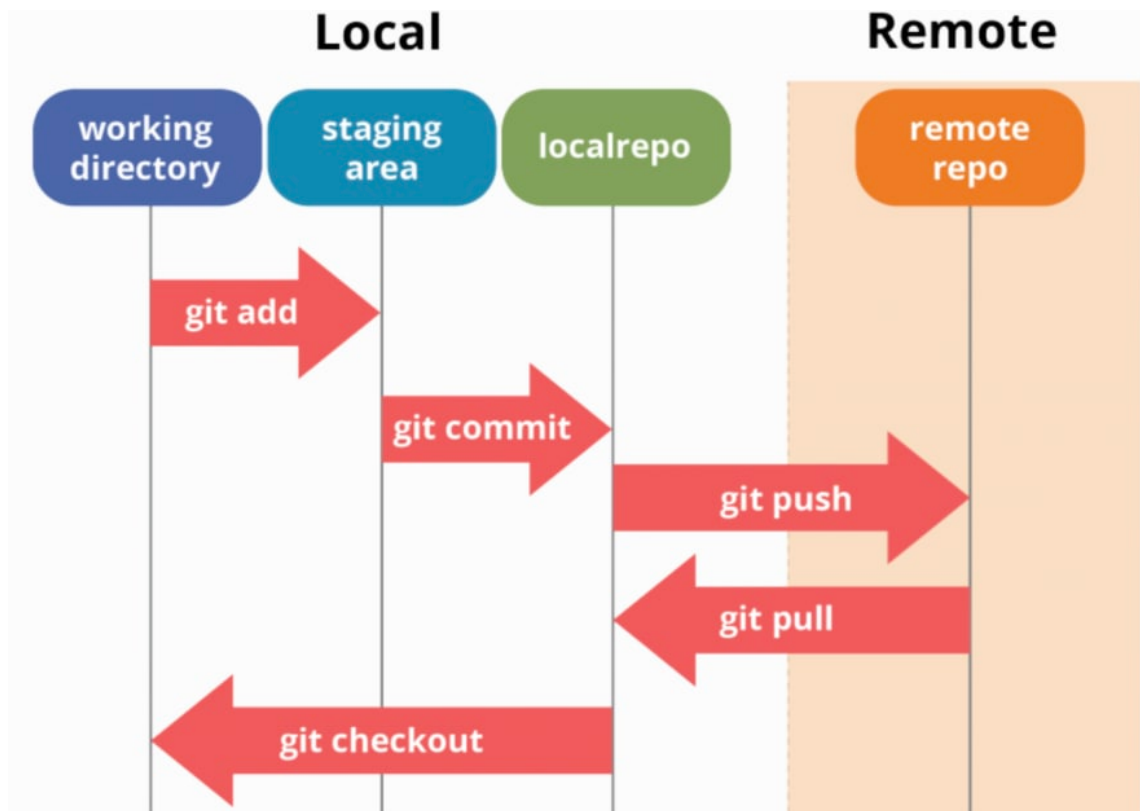 Local
Remote
working
directory
staging
area
localrepo
remote
repo
git add
git commit
git push
git pull
git checkout